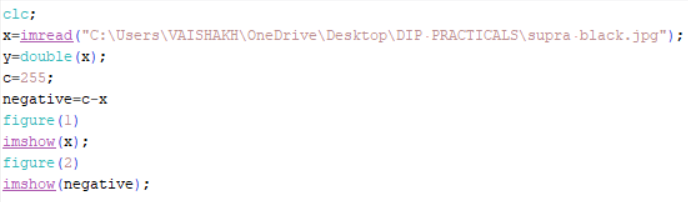 clc;
x=imread("C:\Users\VAISHAKH\OneDrive\Desktop\DIP PRACTICALS\supra black.jpg");
y=double(x);
c=255;
negative=c-x
figure(1)
imshow(x);
figure(2)
imshow(negative);